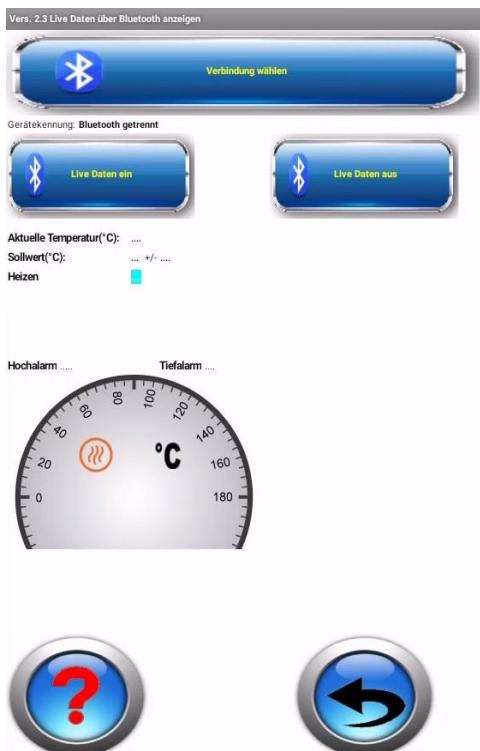 Vers. 2.3 Live Daten über Bluetooth anzeigen
Verbindung wählen
Gerätekennung: Bluetooth getrennt
Live Daten ein
Live Daten aus
Aktuelle Temperatur(°C): ....
Sollwert(°C): ... +/- ....
Heizen
Hochalarm ..... Tiefalarm ....
0
20
40
60
80
100
120
140
160
180
°C
?